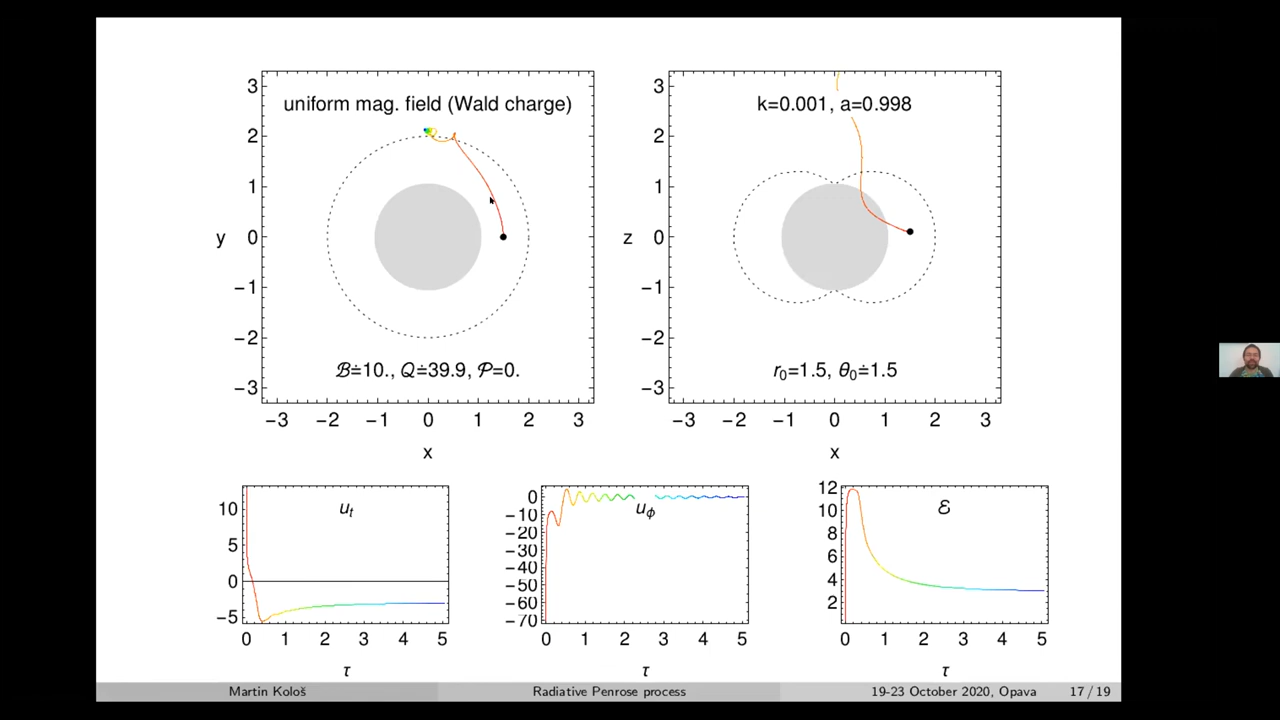 uniform mag. field (Wald charge)
ℬ≐10., Q≐39.9, 𝒫=0.
3
2
1
0
−1
−2
−3
y
−3 −2 −1 0 1 2 3
x
k=0.001, a=0.998
r₀=1.5, θ₀≐1.5
3
2
1
0
−1
−2
−3
z
−3 −2 −1 0 1 2 3
x
uₜ
10
5
0
−5
0 1 2 3 4 5
τ
u_ϕ
0
−10
−20
−30
−40
−50
−60
−70
0 1 2 3 4 5
τ
ℰ
12
10
8
6
4
2
0 1 2 3 4 5
τ
Martin Kološ Radiative Penrose process 19-23 October 2020, Opava 17 / 19